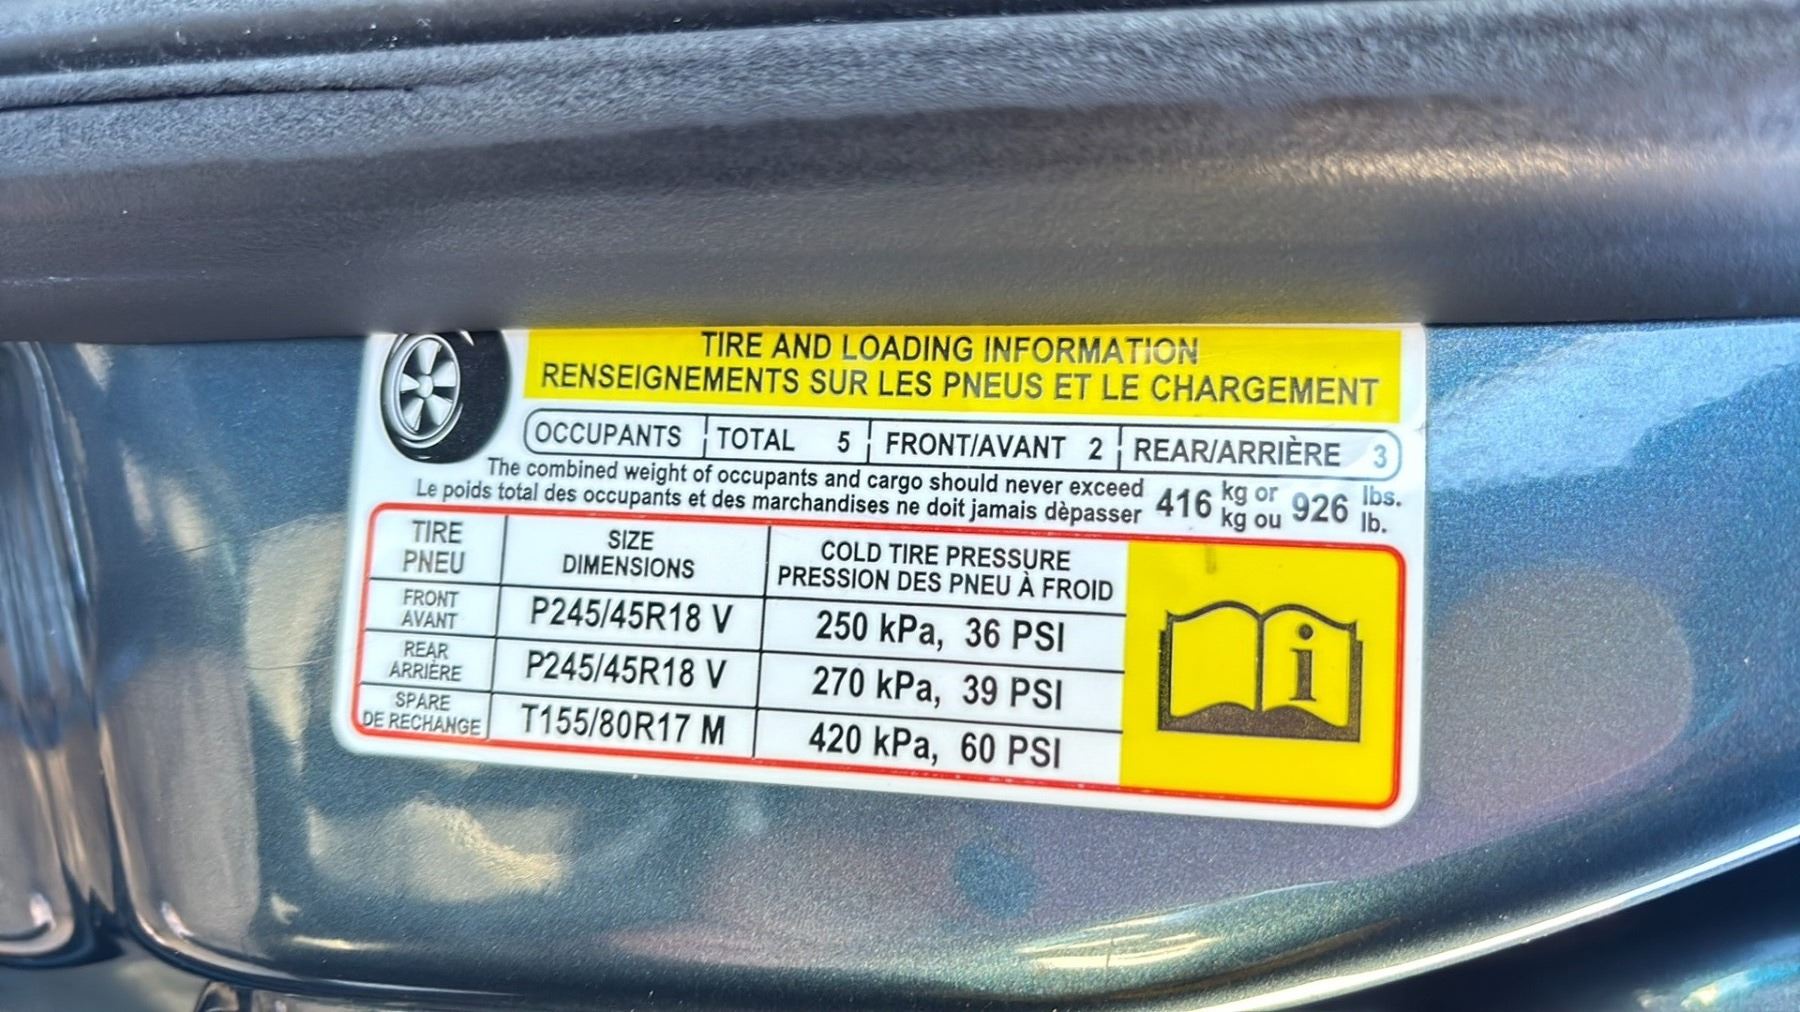 TIRE AND LOADING INFORMATION
RENSEIGNEMENTS SUR LES PNEUS ET LE CHARGEMENT
OCCUPANTS TOTAL 5 FRONT/AVANT 2 REAR/ARRIÈRE 3
The combined weight of occupants and cargo should never exceed 416 kg or 926 lbs.
Le poids total des occupants et des marchandises ne doit jamais dèpasser kg ou lb.
TIRE SIZE COLD TIRE PRESSURE
PNEU DIMENSIONS PRESSION DES PNEU À FROID
FRONT
AVANT P245/45R18 V 250 kPa, 36 PSI
REAR
ARRIÈRE P245/45R18 V 270 kPa, 39 PSI
SPARE
DE RECHANGE T155/80R17 M 420 kPa, 60 PSI
i